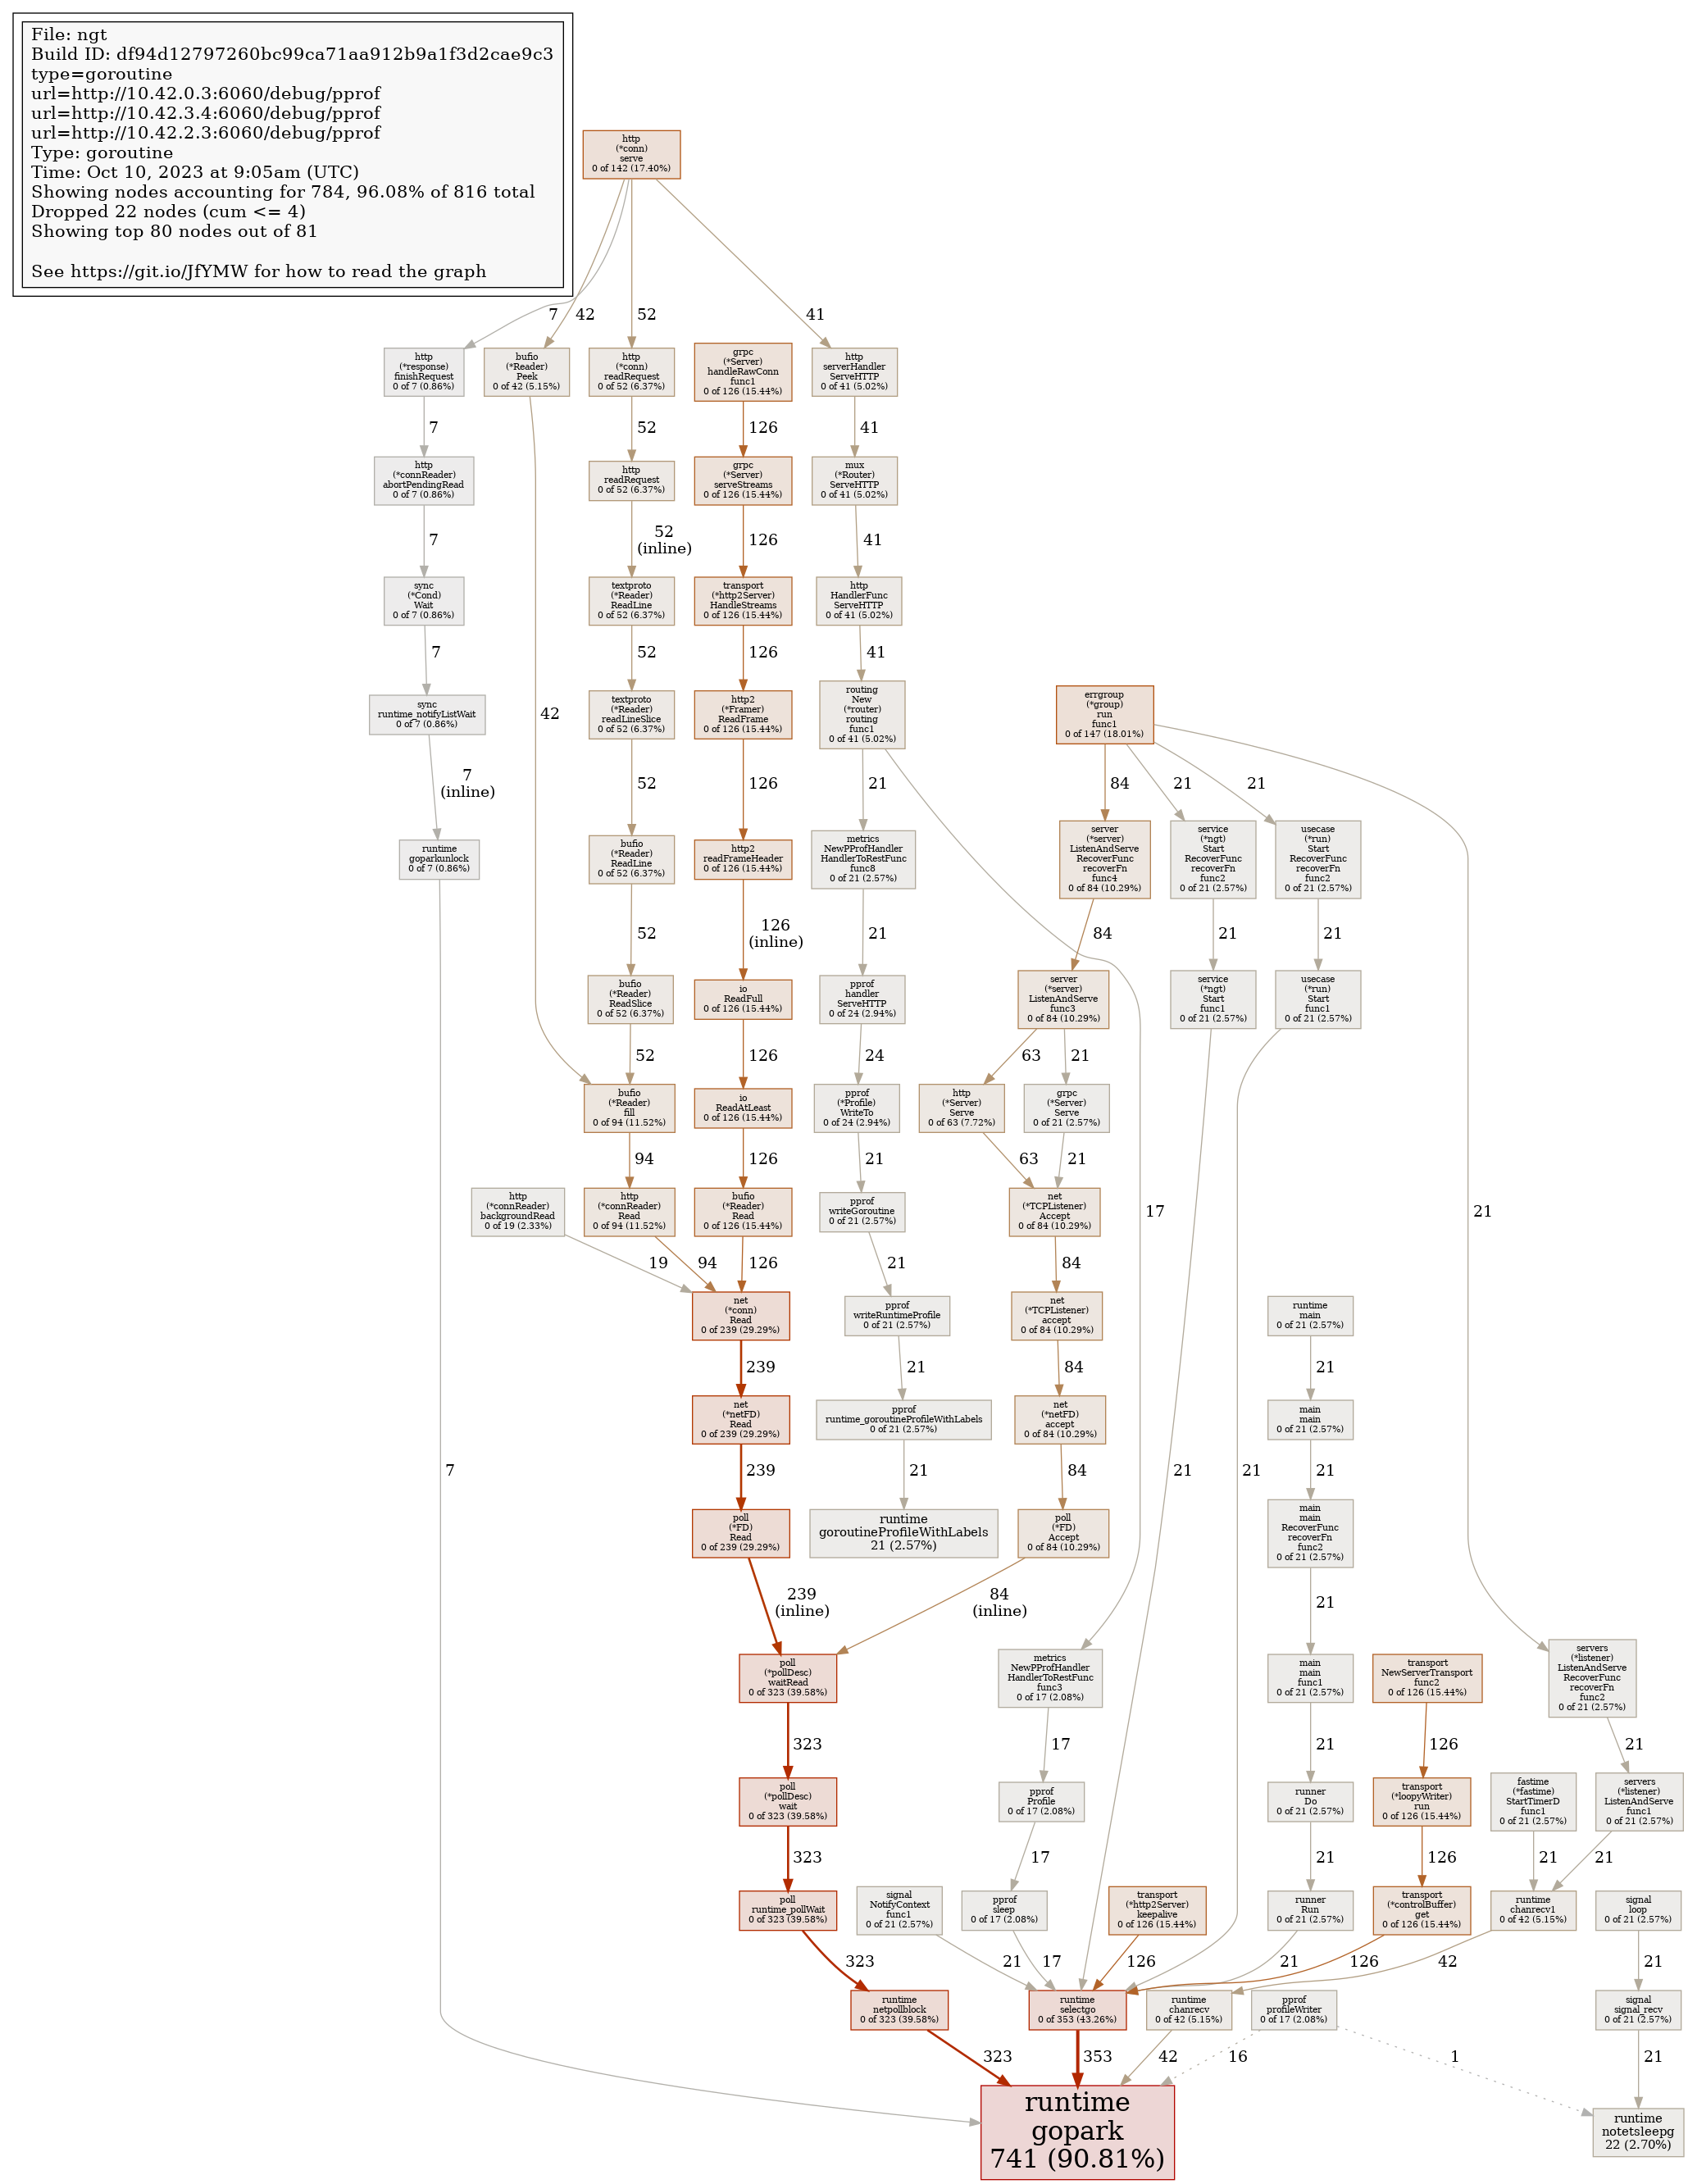 File: ngt
Build ID: df94d12797260bc99ca71aa912b9a1f3d2cae9c3
type=goroutine
url=http://10.42.0.3:6060/debug/pprof
url=http://10.42.3.4:6060/debug/pprof
url=http://10.42.2.3:6060/debug/pprof
Type: goroutine
Time: Oct 10, 2023 at 9:05am (UTC)
Showing nodes accounting for 784, 96.08% of 816 total
Dropped 22 nodes (cum <= 4)
Showing top 80 nodes out of 81
See https://git.io/JfYMW for how to read the graph
http
(*conn)
serve
0 of 142 (17.40%)
7
42
52
41
http
(*response)
finishRequest
0 of 7 (0.86%)
bufio
(*Reader)
Peek
0 of 42 (5.15%)
http
(*conn)
readRequest
0 of 52 (6.37%)
grpc
(*Server)
handleRawConn
func1
0 of 126 (15.44%)
http
serverHandler
ServeHTTP
0 of 41 (5.02%)
7
52
126
41
http
(*connReader)
abortPendingRead
0 of 7 (0.86%)
http
readRequest
0 of 52 (6.37%)
grpc
(*Server)
serveStreams
0 of 126 (15.44%)
mux
(*Router)
ServeHTTP
0 of 41 (5.02%)
7
52
(inline)
126
41
sync
(*Cond)
Wait
0 of 7 (0.86%)
textproto
(*Reader)
ReadLine
0 of 52 (6.37%)
transport
(*http2Server)
HandleStreams
0 of 126 (15.44%)
http
HandlerFunc
ServeHTTP
0 of 41 (5.02%)
7
52
126
41
sync
runtime_notifyListWait
0 of 7 (0.86%)
42
textproto
(*Reader)
readLineSlice
0 of 52 (6.37%)
http2
(*Framer)
ReadFrame
0 of 126 (15.44%)
routing
New
(*router)
routing
func1
0 of 41 (5.02%)
errgroup
(*group)
run
func1
0 of 147 (18.01%)
7
(inline)
52
126
21
84
21
21
runtime
goparkunlock
0 of 7 (0.86%)
bufio
(*Reader)
ReadLine
0 of 52 (6.37%)
http2
readFrameHeader
0 of 126 (15.44%)
metrics
NewPProfHandler
HandlerToRestFunc
func8
0 of 21 (2.57%)
server
(*server)
ListenAndServe
RecoverFunc
recoverFn
func4
0 of 84 (10.29%)
service
(*ngt)
Start
RecoverFunc
recoverFn
func2
0 of 21 (2.57%)
usecase
(*run)
Start
RecoverFunc
recoverFn
func2
0 of 21 (2.57%)
52
126
(inline)
21
84
21
21
bufio
(*Reader)
ReadSlice
0 of 52 (6.37%)
io
ReadFull
0 of 126 (15.44%)
pprof
handler
ServeHTTP
0 of 24 (2.94%)
server
(*server)
ListenAndServe
func3
0 of 84 (10.29%)
service
(*ngt)
Start
func1
0 of 21 (2.57%)
usecase
(*run)
Start
func1
0 of 21 (2.57%)
52
126
24
63
21
bufio
(*Reader)
fill
0 of 94 (11.52%)
io
ReadAtLeast
0 of 126 (15.44%)
pprof
(*Profile)
WriteTo
0 of 24 (2.94%)
http
(*Server)
Serve
0 of 63 (7.72%)
grpc
(*Server)
Serve
0 of 21 (2.57%)
94
126
21
63
21
http
(*connReader)
backgroundRead
0 of 19 (2.33%)
http
(*connReader)
Read
0 of 94 (11.52%)
bufio
(*Reader)
Read
0 of 126 (15.44%)
pprof
writeGoroutine
0 of 21 (2.57%)
net
(*TCPListener)
Accept
0 of 84 (10.29%)
17
21
19
94
126
21
84
net
(*conn)
Read
0 of 239 (29.29%)
pprof
writeRuntimeProfile
0 of 21 (2.57%)
net
(*TCPListener)
accept
0 of 84 (10.29%)
runtime
main
0 of 21 (2.57%)
239
21
84
21
net
(*netFD)
Read
0 of 239 (29.29%)
pprof
runtime_goroutineProfileWithLabels
0 of 21 (2.57%)
net
(*netFD)
accept
0 of 84 (10.29%)
main
main
0 of 21 (2.57%)
7
239
21
84
21
21
21
poll
(*FD)
Read
0 of 239 (29.29%)
runtime
goroutineProfileWithLabels
21 (2.57%)
poll
(*FD)
Accept
0 of 84 (10.29%)
main
main
RecoverFunc
recoverFn
func2
0 of 21 (2.57%)
239
(inline)
84
(inline)
21
poll
(*pollDesc)
waitRead
0 of 323 (39.58%)
metrics
NewPProfHandler
HandlerToRestFunc
func3
0 of 17 (2.08%)
main
main
func1
0 of 21 (2.57%)
transport
NewServerTransport
func2
0 of 126 (15.44%)
servers
(*listener)
ListenAndServe
RecoverFunc
recoverFn
func2
0 of 21 (2.57%)
323
17
21
126
21
poll
(*pollDesc)
wait
0 of 323 (39.58%)
pprof
Profile
0 of 17 (2.08%)
runner
Do
0 of 21 (2.57%)
transport
(*loopyWriter)
run
0 of 126 (15.44%)
fastime
(*fastime)
StartTimerD
func1
0 of 21 (2.57%)
servers
(*listener)
ListenAndServe
func1
0 of 21 (2.57%)
323
17
21
126
21
21
poll
runtime_pollWait
0 of 323 (39.58%)
signal
NotifyContext
func1
0 of 21 (2.57%)
pprof
sleep
0 of 17 (2.08%)
transport
(*http2Server)
keepalive
0 of 126 (15.44%)
runner
Run
0 of 21 (2.57%)
transport
(*controlBuffer)
get
0 of 126 (15.44%)
runtime
chanrecv1
0 of 42 (5.15%)
signal
loop
0 of 21 (2.57%)
323
21
17
126
21
126
42
21
runtime
netpollblock
0 of 323 (39.58%)
runtime
selectgo
0 of 353 (43.26%)
runtime
chanrecv
0 of 42 (5.15%)
pprof
profileWriter
0 of 17 (2.08%)
signal
signal_recv
0 of 21 (2.57%)
323
353
42
16
1
21
runtime
gopark
741 (90.81%)
runtime
notetsleepg
22 (2.70%)